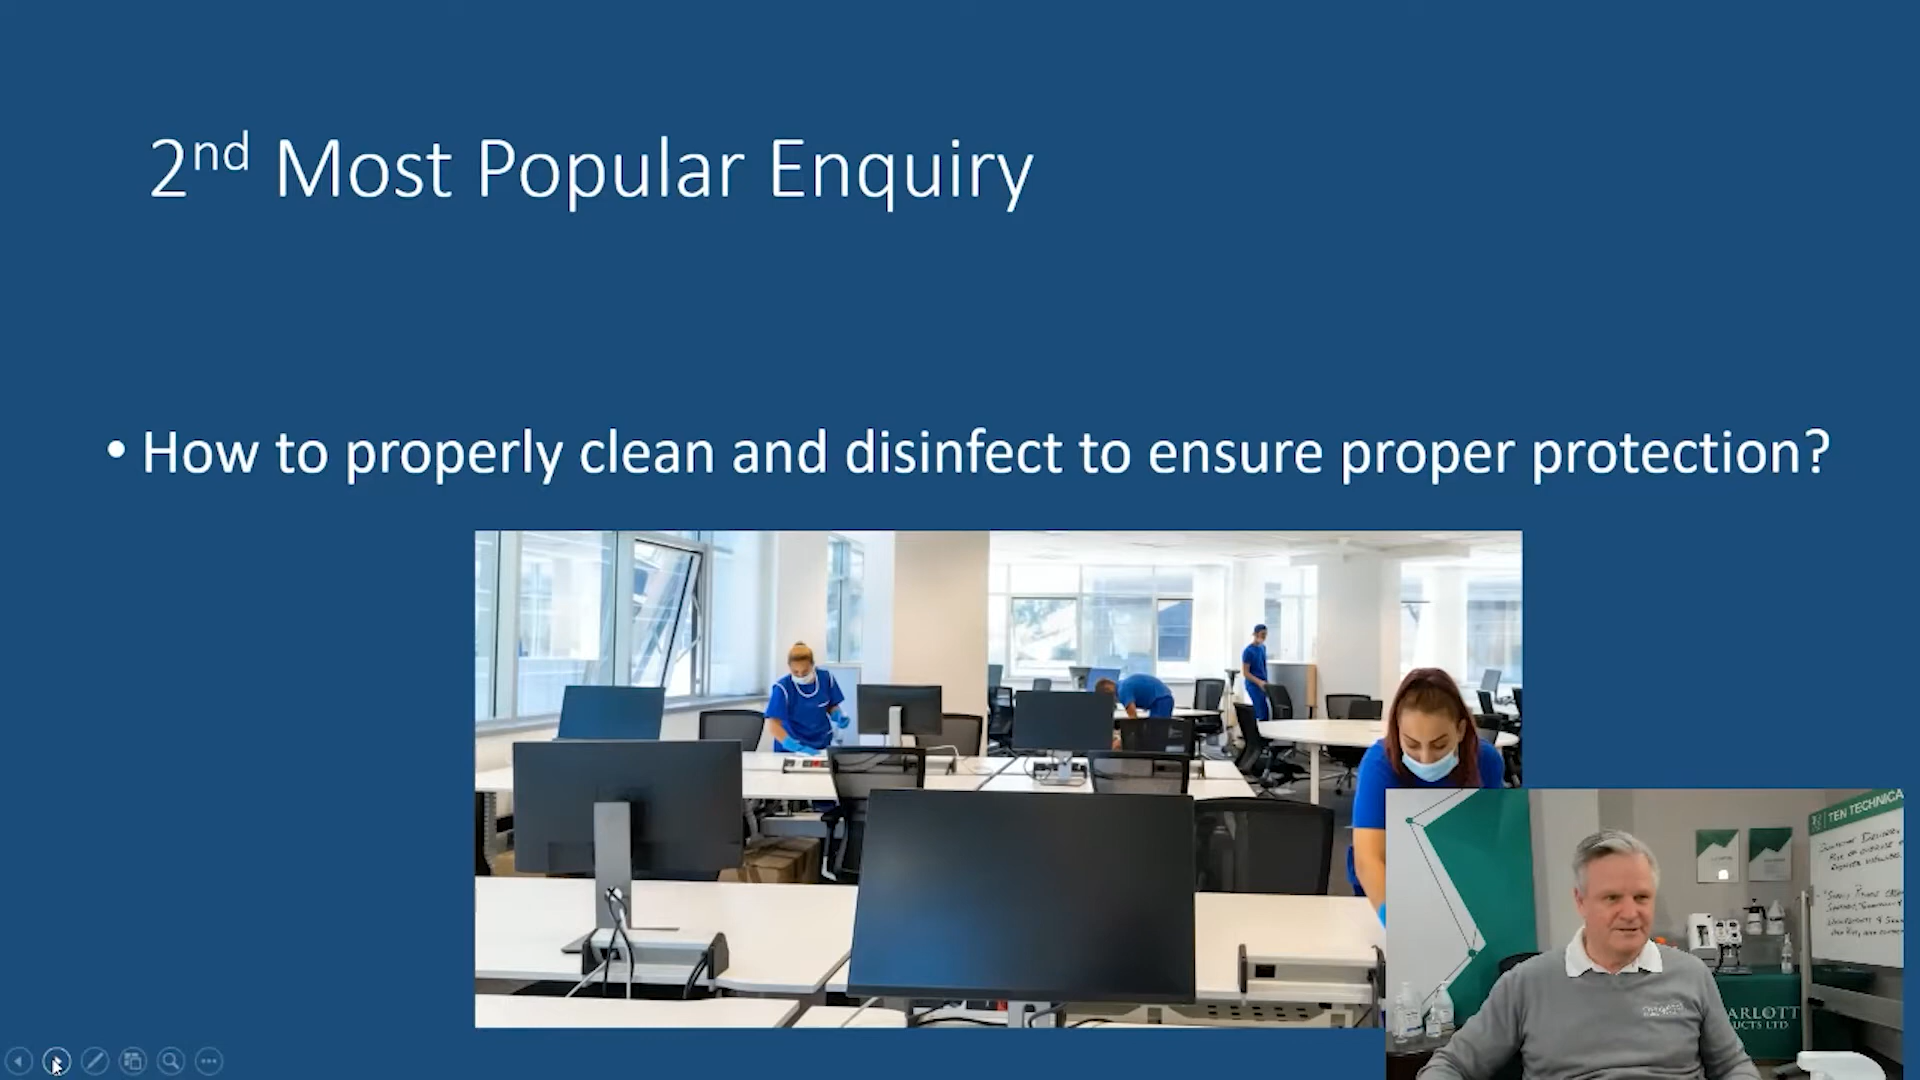 2nd Most Popular Enquiry
• How to properly clean and disinfect to ensure proper protection?
TEN TECHNICA
ARLOTT
UCTS LTD.